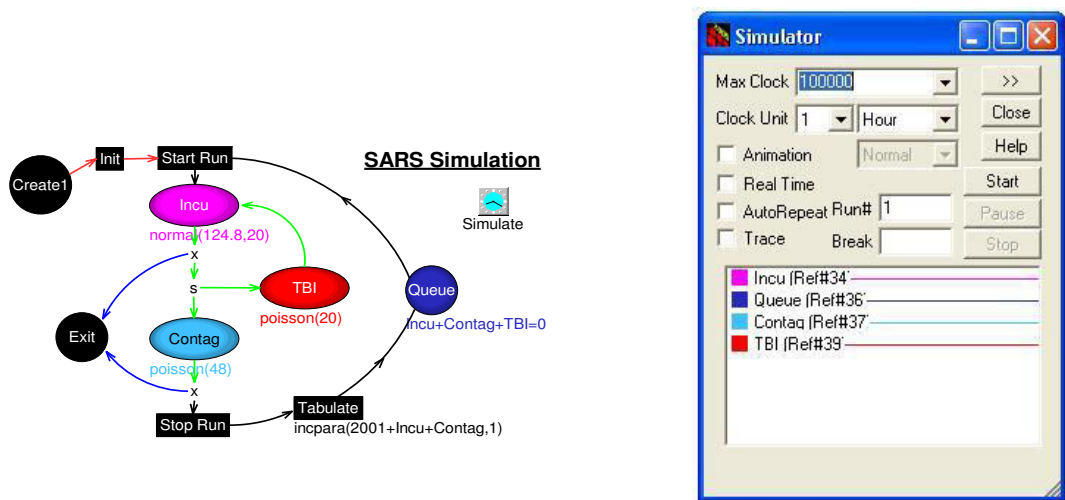 SARS Simulation
Create1
Init
Start Run
Incu
normal(124.8,20)
x
s
TBI
poisson(20)
Simulate
Queue
Incu+Contag+TBI=0
Exit
Contag
poisson(48)
x
Stop Run
Tabulate
incpara(2001+Incu+Contag,1)
Simulator
Max Clock 100000
>>
Clock Unit 1 Hour
Close
Animation Normal
Help
Real Time
Start
AutoRepeat Run# 1
Pause
Trace Break
Stop
Incu (Ref#34)
Queue (Ref#36)
Contag (Ref#37)
TBI (Ref#39)